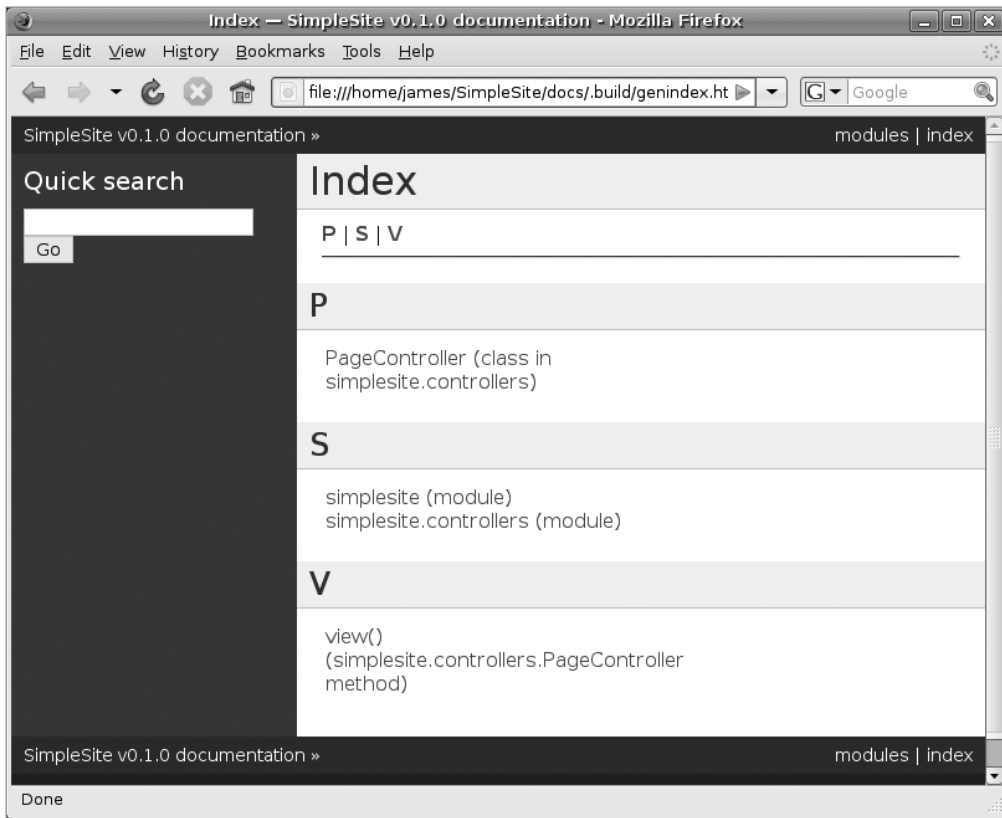 Index — SimpleSite v0.1.0 documentation - Mozilla Firefox
File Edit View History Bookmarks Tools Help
file:///home/james/SimpleSite/docs/.build/genindex.ht
G Google
SimpleSite v0.1.0 documentation »
modules | index
Quick search
Go
Index
P | S | V
P
PageController (class in
simplesite.controllers)
S
simplesite (module)
simplesite.controllers (module)
V
view()
(simplesite.controllers.PageController
method)
SimpleSite v0.1.0 documentation »
modules | index
Done